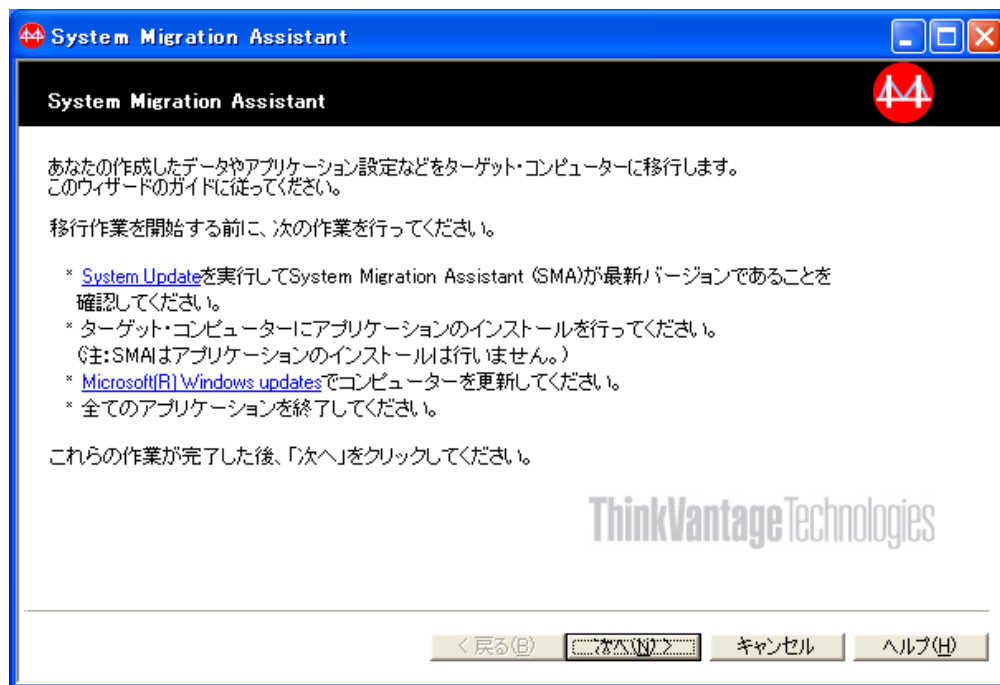 System Migration Assistant
System Migration Assistant
あなたの作成したデータやアプリケーション設定などをターゲット・コンピューターに移行します。
このウィザードのガイドに従ってください。
移行作業を開始する前に、次の作業を行ってください。
* System Updateを実行してSystem Migration Assistant (SMA)が最新バージョンであることを
確認してください。
* ターゲット・コンピューターにアプリケーションのインストールを行ってください。
(注:SMAはアプリケーションのインストールは行いません。)
* Microsoft(R) Windows updatesでコンピューターを更新してください。
* 全てのアプリケーションを終了してください。
これらの作業が完了した後、「次へ」をクリックしてください。
ThinkVantage Technologies
< 戻る(B) 次へ(N) > キャンセル ヘルプ(H)